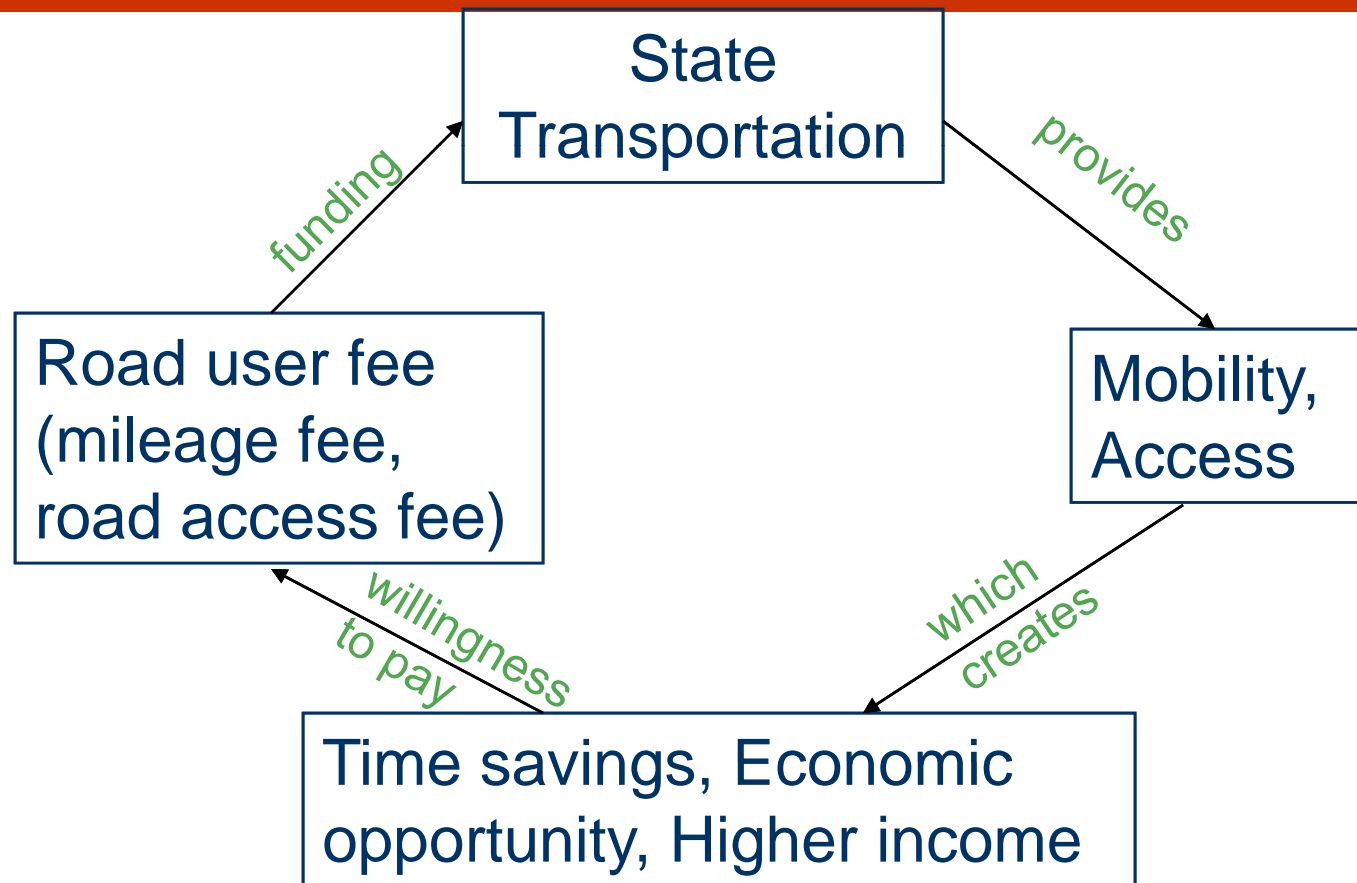 State
Transportation
provides
Mobility,
Access
which
creates
Time savings, Economic
opportunity, Higher income
willingness
to pay
Road user fee
(mileage fee,
road access fee)
funding